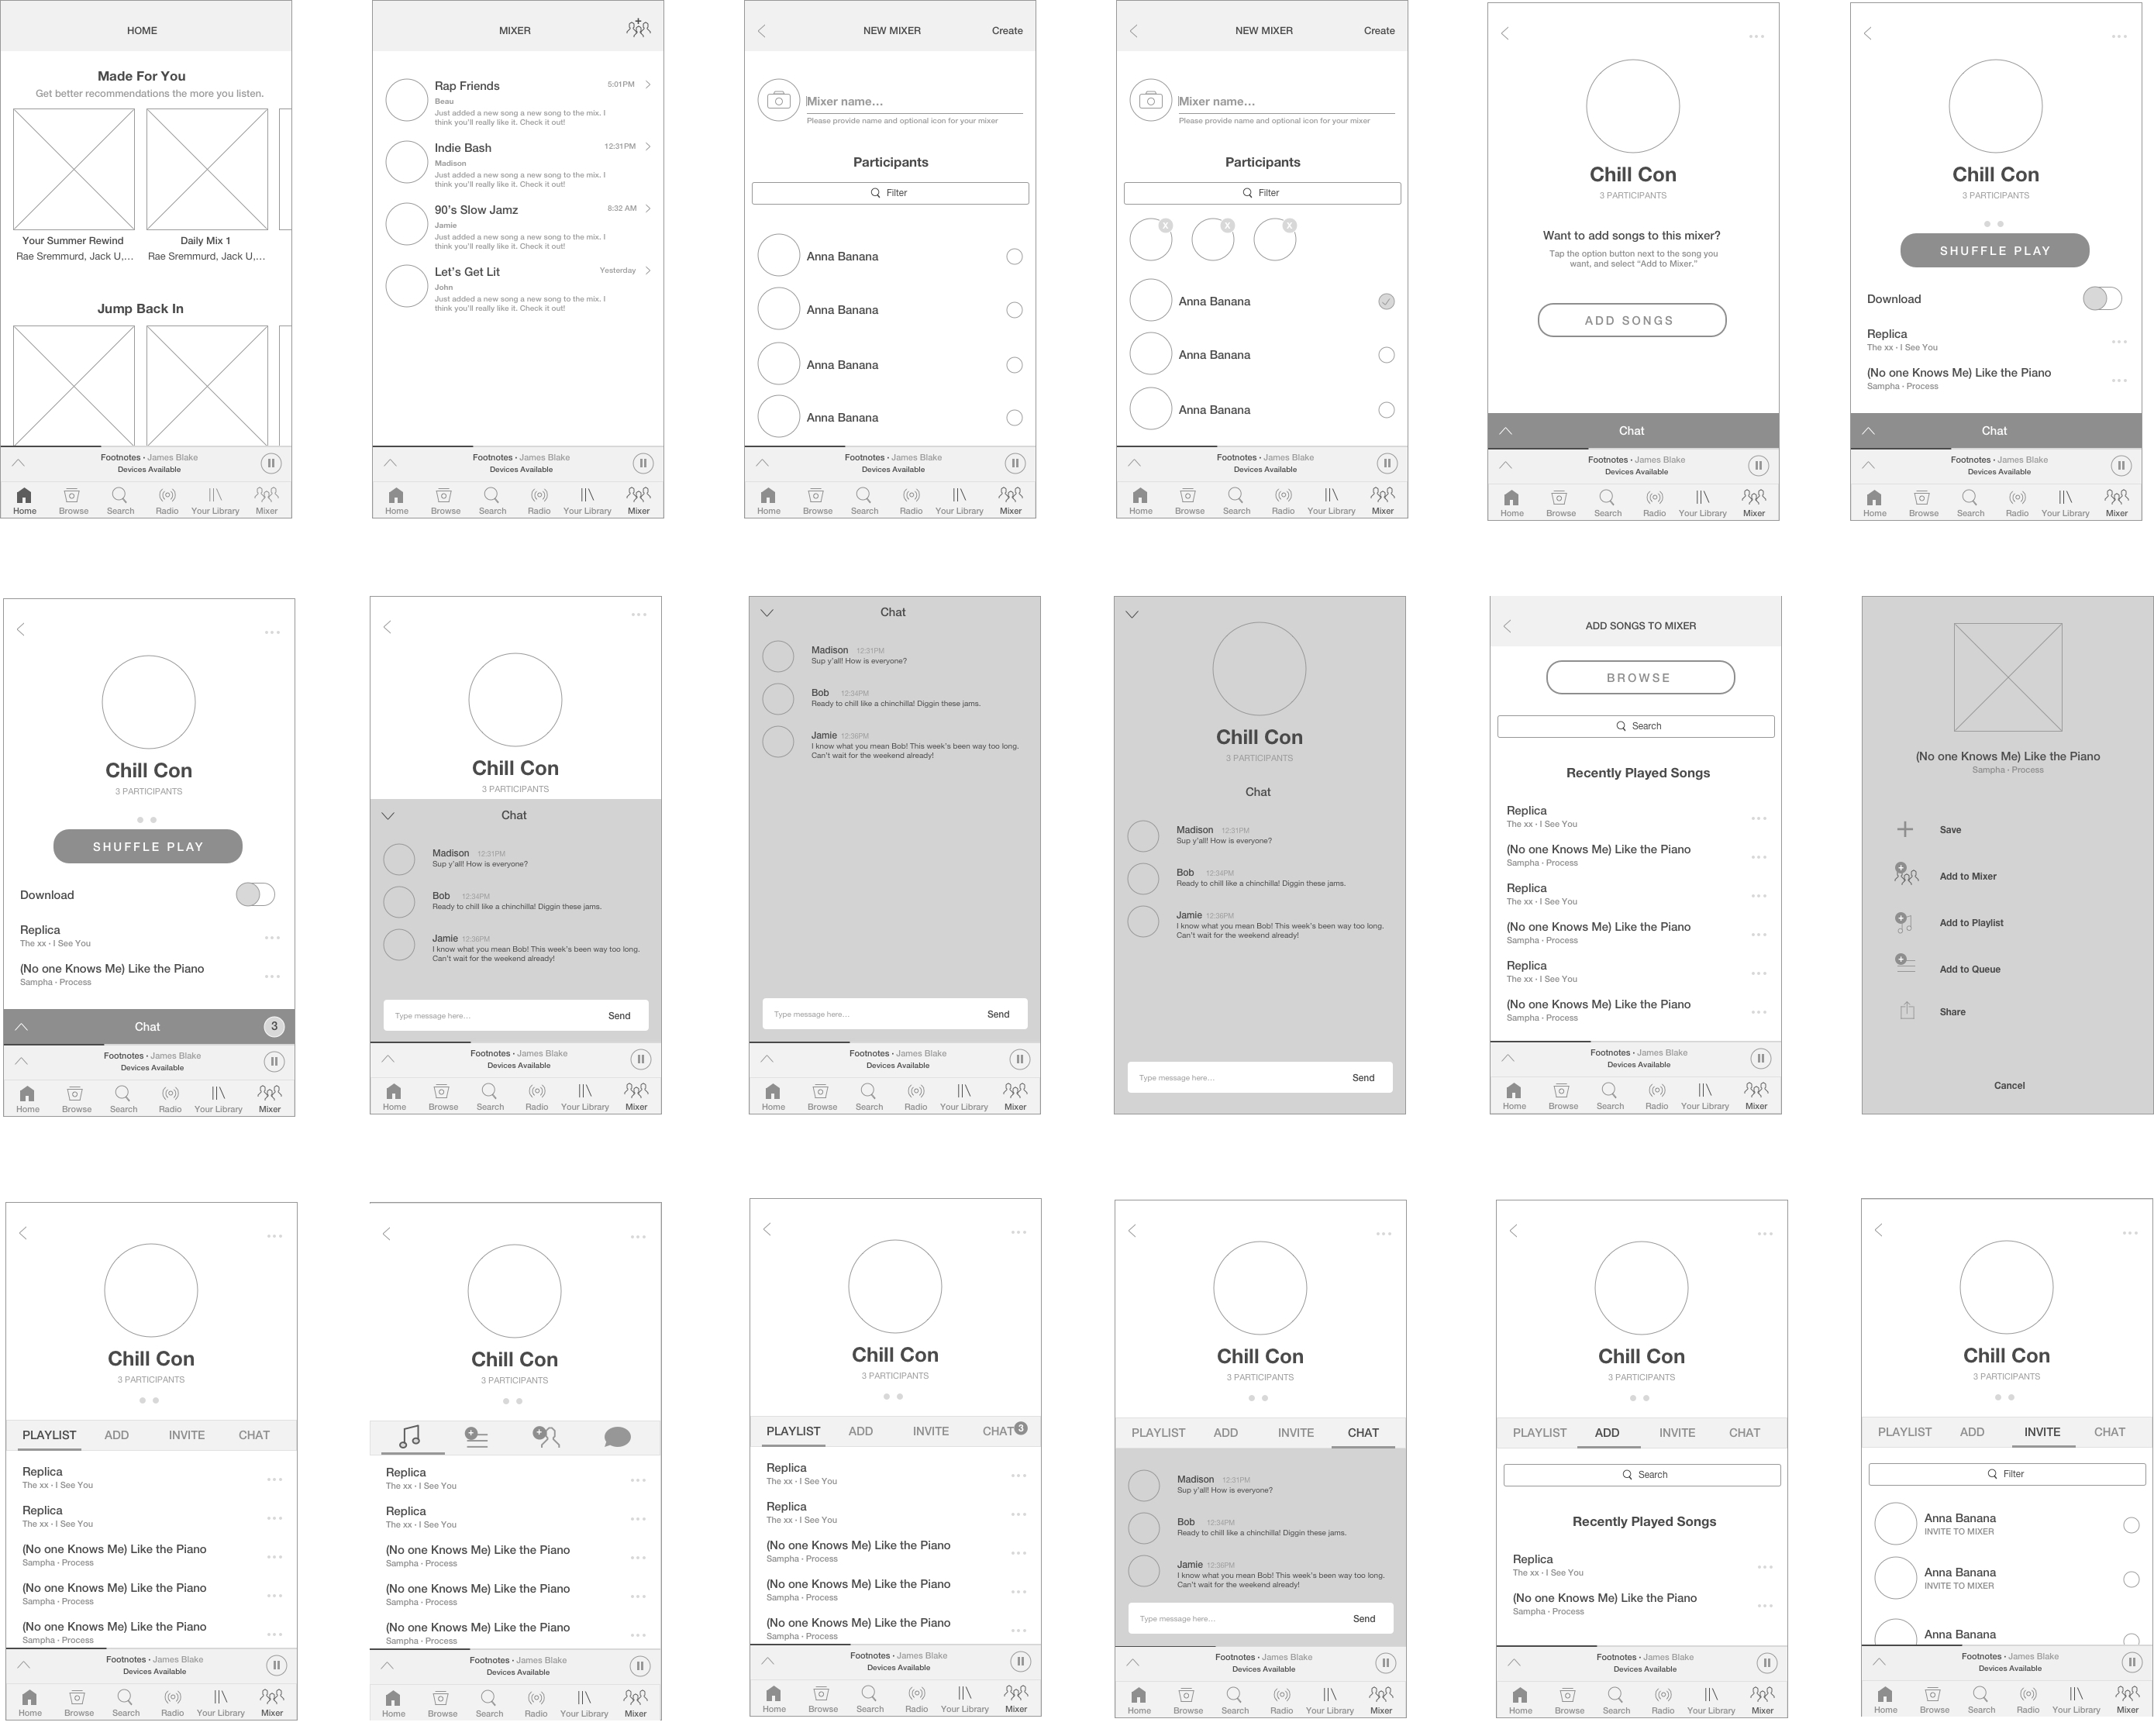 HOME
Made For You
Get better recommendations the more you listen.
Your Summer Rewind
Rae Sremmurd, Jack U,...
Daily Mix 1
Rae Sremmurd, Jack U,...
Jump Back In
Footnotes • James Blake
Devices Available
Home Browse Search Radio Your Library Mixer
MIXER
Rap Friends 5:01PM
Beau
Just added a new song a new song to the mix. I
think you'll really like it. Check it out!
Indie Bash 12:31PM
Madison
Just added a new song a new song to the mix. I
think you'll really like it. Check it out!
90's Slow Jamz 8:32 AM
Jamie
Just added a new song a new song to the mix. I
think you'll really like it. Check it out!
Let's Get Lit Yesterday
John
Just added a new song a new song to the mix. I
think you'll really like it. Check it out!
Footnotes • James Blake
Devices Available
Home Browse Search Radio Your Library Mixer
NEW MIXER Create
Mixer name...
Please provide name and optional icon for your mixer
Participants
Filter
Anna Banana
Anna Banana
Anna Banana
Anna Banana
Footnotes • James Blake
Devices Available
Home Browse Search Radio Your Library Mixer
NEW MIXER Create
Mixer name...
Please provide name and optional icon for your mixer
Participants
Filter
X X X
Anna Banana
Anna Banana
Anna Banana
Footnotes • James Blake
Devices Available
Home Browse Search Radio Your Library Mixer
Chill Con
3 PARTICIPANTS
Want to add songs to this mixer?
Tap the option button next to the song you
want, and select "Add to Mixer."
ADD SONGS
Chat
Footnotes • James Blake
Devices Available
Home Browse Search Radio Your Library Mixer
Chill Con
3 PARTICIPANTS
SHUFFLE PLAY
Download
Replica
The xx - I See You
(No one Knows Me) Like the Piano
Sampha - Process
Chat
Footnotes • James Blake
Devices Available
Home Browse Search Radio Your Library Mixer
Chill Con
3 PARTICIPANTS
SHUFFLE PLAY
Download
Replica
The xx - I See You
(No one Knows Me) Like the Piano
Sampha - Process
Chat 3
Footnotes • James Blake
Devices Available
Home Browse Search Radio Your Library Mixer
Chill Con
3 PARTICIPANTS
Chat
Madison 12:31PM
Sup y'all! How is everyone?
Bob 12:34PM
Ready to chill like a chinchilla! Diggin these jams.
Jamie 12:36PM
I know what you mean Bob! This week's been way too long.
Can't wait for the weekend already!
Type message here... Send
Footnotes • James Blake
Devices Available
Home Browse Search Radio Your Library Mixer
Chat
Madison 12:31PM
Sup y'all! How is everyone?
Bob 12:34PM
Ready to chill like a chinchilla! Diggin these jams.
Jamie 12:36PM
I know what you mean Bob! This week's been way too long.
Can't wait for the weekend already!
Type message here... Send
Footnotes • James Blake
Devices Available
Home Browse Search Radio Your Library Mixer
Chill Con
3 PARTICIPANTS
Chat
Madison 12:31PM
Sup y'all! How is everyone?
Bob 12:34PM
Ready to chill like a chinchilla! Diggin these jams.
Jamie 12:36PM
I know what you mean Bob! This week's been way too long.
Can't wait for the weekend already!
Type message here... Send
ADD SONGS TO MIXER
BROWSE
Search
Recently Played Songs
Replica
The xx - I See You
(No one Knows Me) Like the Piano
Sampha - Process
Replica
The xx - I See You
(No one Knows Me) Like the Piano
Sampha - Process
Replica
The xx - I See You
(No one Knows Me) Like the Piano
Sampha - Process
Footnotes • James Blake
Devices Available
Home Browse Search Radio Your Library Mixer
(No one Knows Me) Like the Piano
Sampha - Process
Save
Add to Mixer
Add to Playlist
Add to Queue
Share
Cancel
Chill Con
3 PARTICIPANTS
PLAYLIST ADD INVITE CHAT
Replica
The xx - I See You
Replica
The xx - I See You
(No one Knows Me) Like the Piano
Sampha - Process
(No one Knows Me) Like the Piano
Sampha - Process
(No one Knows Me) Like the Piano
Sampha - Process
Footnotes • James Blake
Devices Available
Home Browse Search Radio Your Library Mixer
Chill Con
3 PARTICIPANTS
Replica
The xx - I See You
Replica
The xx - I See You
(No one Knows Me) Like the Piano
Sampha - Process
(No one Knows Me) Like the Piano
Sampha - Process
(No one Knows Me) Like the Piano
Sampha - Process
Footnotes • James Blake
Devices Available
Home Browse Search Radio Your Library Mixer
Chill Con
3 PARTICIPANTS
PLAYLIST ADD INVITE CHAT 3
Replica
The xx - I See You
Replica
The xx - I See You
(No one Knows Me) Like the Piano
Sampha - Process
(No one Knows Me) Like the Piano
Sampha - Process
(No one Knows Me) Like the Piano
Sampha - Process
Footnotes • James Blake
Devices Available
Home Browse Search Radio Your Library Mixer
Chill Con
3 PARTICIPANTS
PLAYLIST ADD INVITE CHAT
Madison 12:31PM
Sup y'all! How is everyone?
Bob 12:34PM
Ready to chill like a chinchilla! Diggin these jams.
Jamie 12:36PM
I know what you mean Bob! This week's been way too long.
Can't wait for the weekend already!
Type message here... Send
Footnotes • James Blake
Devices Available
Home Browse Search Radio Your Library Mixer
Chill Con
3 PARTICIPANTS
PLAYLIST ADD INVITE CHAT
Search
Recently Played Songs
Replica
The xx - I See You
(No one Knows Me) Like the Piano
Sampha - Process
Footnotes • James Blake
Devices Available
Home Browse Search Radio Your Library Mixer
Chill Con
3 PARTICIPANTS
PLAYLIST ADD INVITE CHAT
Filter
Anna Banana
INVITE TO MIXER
Anna Banana
INVITE TO MIXER
Anna Banana
Footnotes • James Blake
Devices Available
Home Browse Search Radio Your Library Mixer